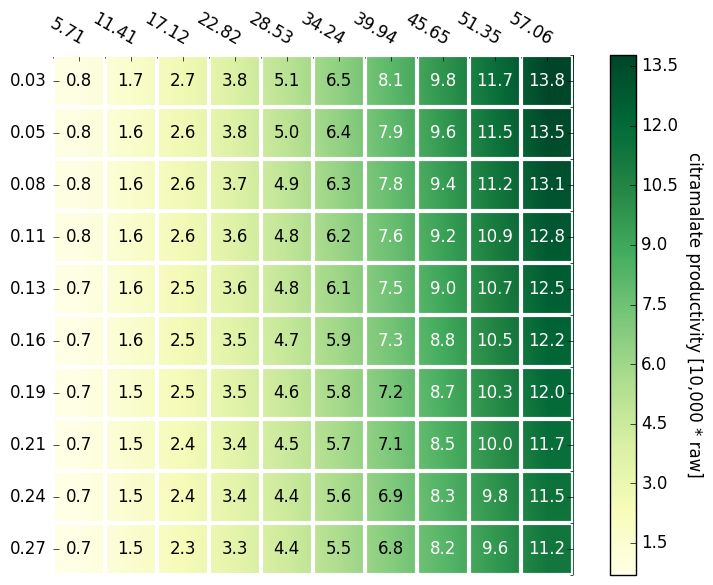 5.71 11.41 17.12 22.82 28.53 34.24 39.94 45.65 51.35 57.06
0.03 0.8 1.7 2.7 3.8 5.1 6.5 8.1 9.8 11.7 13.8
0.05 0.8 1.6 2.6 3.8 5.0 6.4 7.9 9.6 11.5 13.5
0.08 0.8 1.6 2.6 3.7 4.9 6.3 7.8 9.4 11.2 13.1
0.11 0.8 1.6 2.6 3.6 4.8 6.2 7.6 9.2 10.9 12.8
0.13 0.7 1.6 2.5 3.6 4.8 6.1 7.5 9.0 10.7 12.5
0.16 0.7 1.6 2.5 3.5 4.7 5.9 7.3 8.8 10.5 12.2
0.19 0.7 1.5 2.5 3.5 4.6 5.8 7.2 8.7 10.3 12.0
0.21 0.7 1.5 2.4 3.4 4.5 5.7 7.1 8.5 10.0 11.7
0.24 0.7 1.5 2.4 3.4 4.4 5.6 6.9 8.3 9.8 11.5
0.27 0.7 1.5 2.3 3.3 4.4 5.5 6.8 8.2 9.6 11.2
13.5
12.0
10.5
9.0
7.5
6.0
4.5
3.0
1.5
citramalate productivity [10,000 * raw]